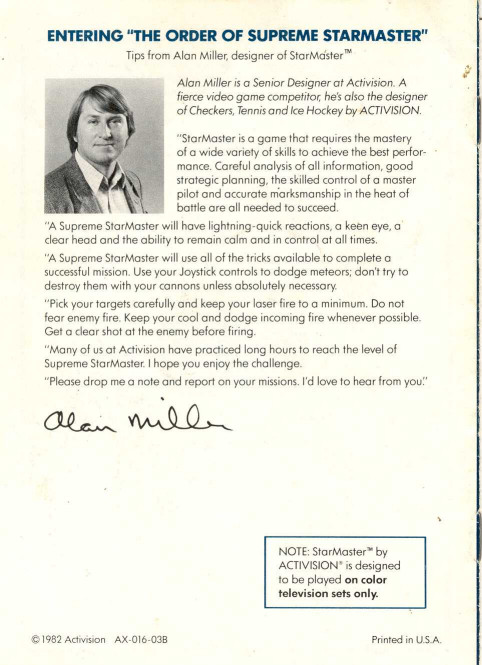 ENTERING "THE ORDER OF SUPREME STARMASTER"
Tips from Alan Miller, designer of StarMaster™
Alan Miller is a Senior Designer at Activision. A
fierce video game competitor, he's also the designer
of Checkers, Tennis and Ice Hockey by ACTIVISION.
"StarMaster is a game that requires the mastery
of a wide variety of skills to achieve the best perfor-
mance. Careful analysis of all information, good
strategic planning, the skilled control of a master
pilot and accurate marksmanship in the heat of
battle are all needed to succeed.
"A Supreme StarMaster will have lightning-quick reactions, a keen eye, a
clear head and the ability to remain calm and in control at all times.
"A Supreme StarMaster will use all of the tricks available to complete a
successful mission. Use your Joystick controls to dodge meteors; don't try to
destroy them with your cannons unless absolutely necessary.
"Pick your targets carefully and keep your laser fire to a minimum. Do not
fear enemy fire. Keep your cool and dodge incoming fire whenever possible.
Get a clear shot at the enemy before firing.
"Many of us at Activision have practiced long hours to reach the level of
Supreme StarMaster. I hope you enjoy the challenge.
"Please drop me a note and report on your missions. I'd love to hear from you."
Alan Miller
NOTE: StarMaster™ by
ACTIVISION® is designed
to be played on color
television sets only.
©1982 Activision AX-016-03B
Printed in U.S.A.